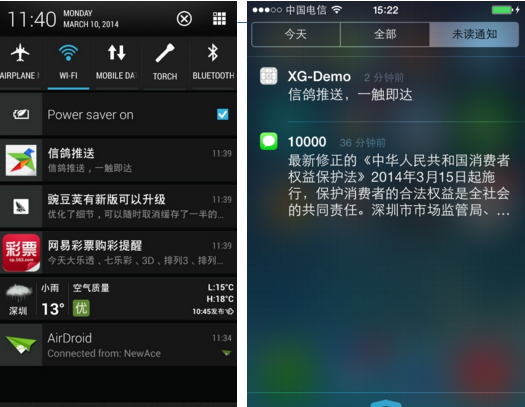 11:40
MONDAY
MARCH 10, 2014
AIRPLANE
WI-FI
MOBILE DA
TORCH
BLUETOOTH
Power saver on
信鸽推送 11:39
信鸽推送，一触即达
豌豆荚有新版可以升级 11:39
优化了细节，可以随时取消缓存了一半的...
彩票
cp.163.com
网易彩票购彩提醒 11:39
今天大乐透、七乐彩、3D、排列3、排列...
小雨 空气质量 L:15°C
H:18°C
深圳 13° 优 10:45发布
AirDroid 11:34
Connected from: NewAce
中国电信 15:22
今天 全部 未读通知
XG-Demo 2 分钟前
信鸽推送，一触即达
10000 36 分钟前
最新修正的《中华人民共和国消费者
权益保护法》2014年3月15日起施
行，保护消费者的合法权益是全社会
的共同责任。深圳市市场监管局、...